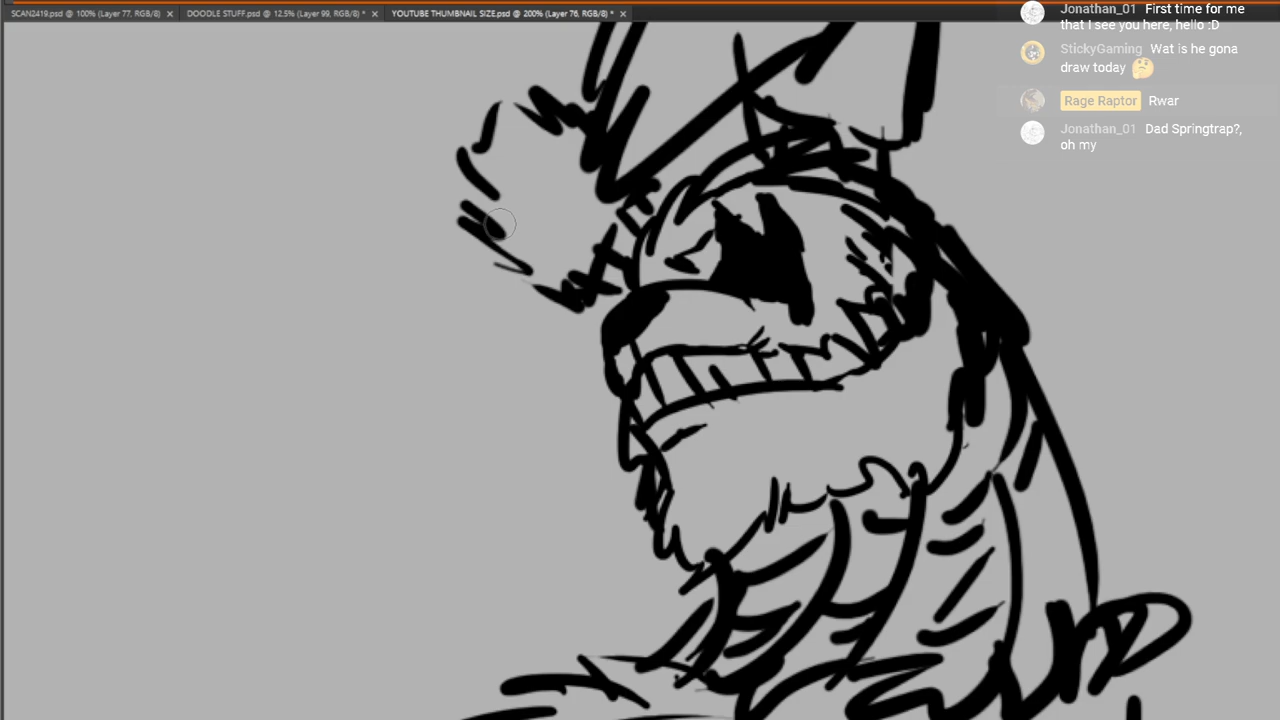 SCAN2419.psd @ 100% (Layer 77, RGB/8)
DOODLE STUFF.psd @ 12.5% (Layer 99, RGB/8) *
YOUTUBE THUMBNAIL SIZE.psd @ 200% (Layer 76, RGB/8) *
Jonathan_01 First time for me
that I see you here, hello :D
StickyGaming Wat is he gona
draw today
Rage Raptor Rwar
Jonathan_01 Dad Springtrap?,
oh my